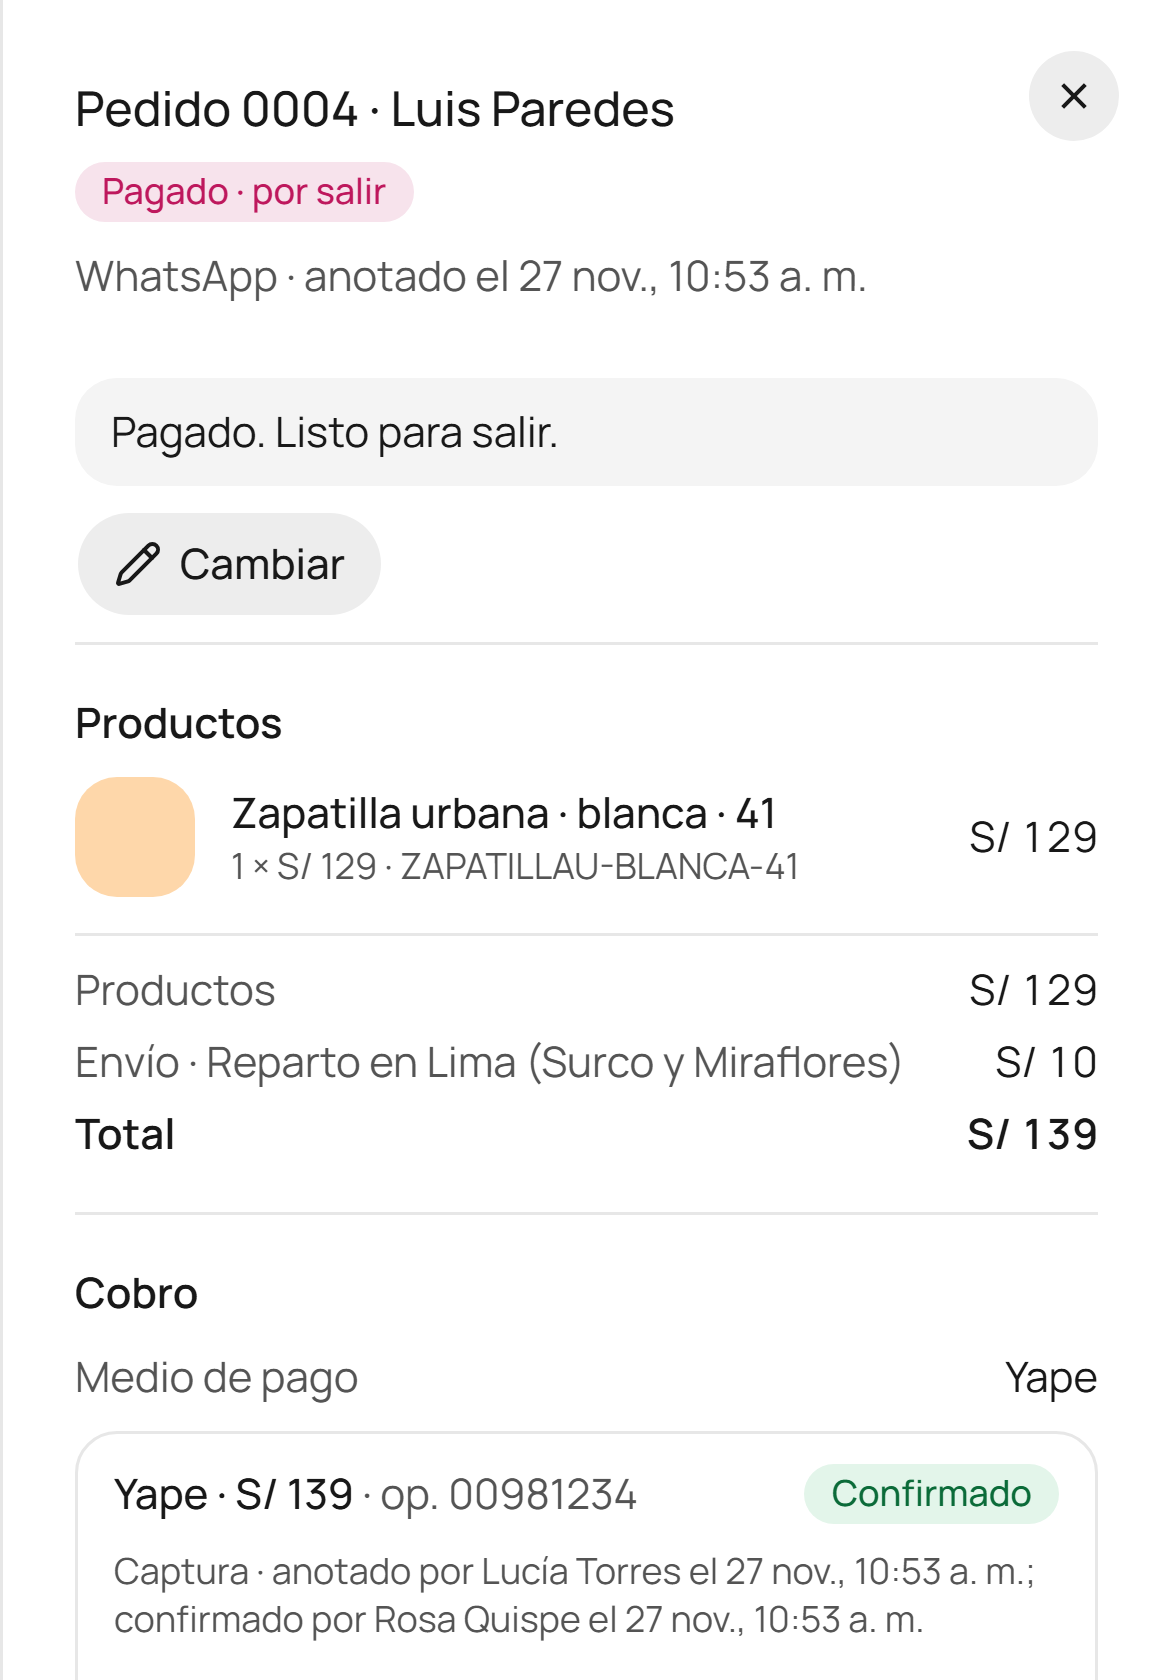 Pedido 0004 · Luis Paredes
Pagado · por salir
WhatsApp · anotado el 27 nov., 10:53 a. m.
Pagado. Listo para salir.
Cambiar
Productos
Zapatilla urbana · blanca · 41
1 × S/ 129 · ZAPATILLAU-BLANCA-41
S/ 129
Productos S/ 129
Envío · Reparto en Lima (Surco y Miraflores) S/ 10
Total S/ 139
Cobro
Medio de pago Yape
Yape · S/ 139 · op. 00981234 Confirmado
Captura · anotado por Lucía Torres el 27 nov., 10:53 a. m.;
confirmado por Rosa Quispe el 27 nov., 10:53 a. m.